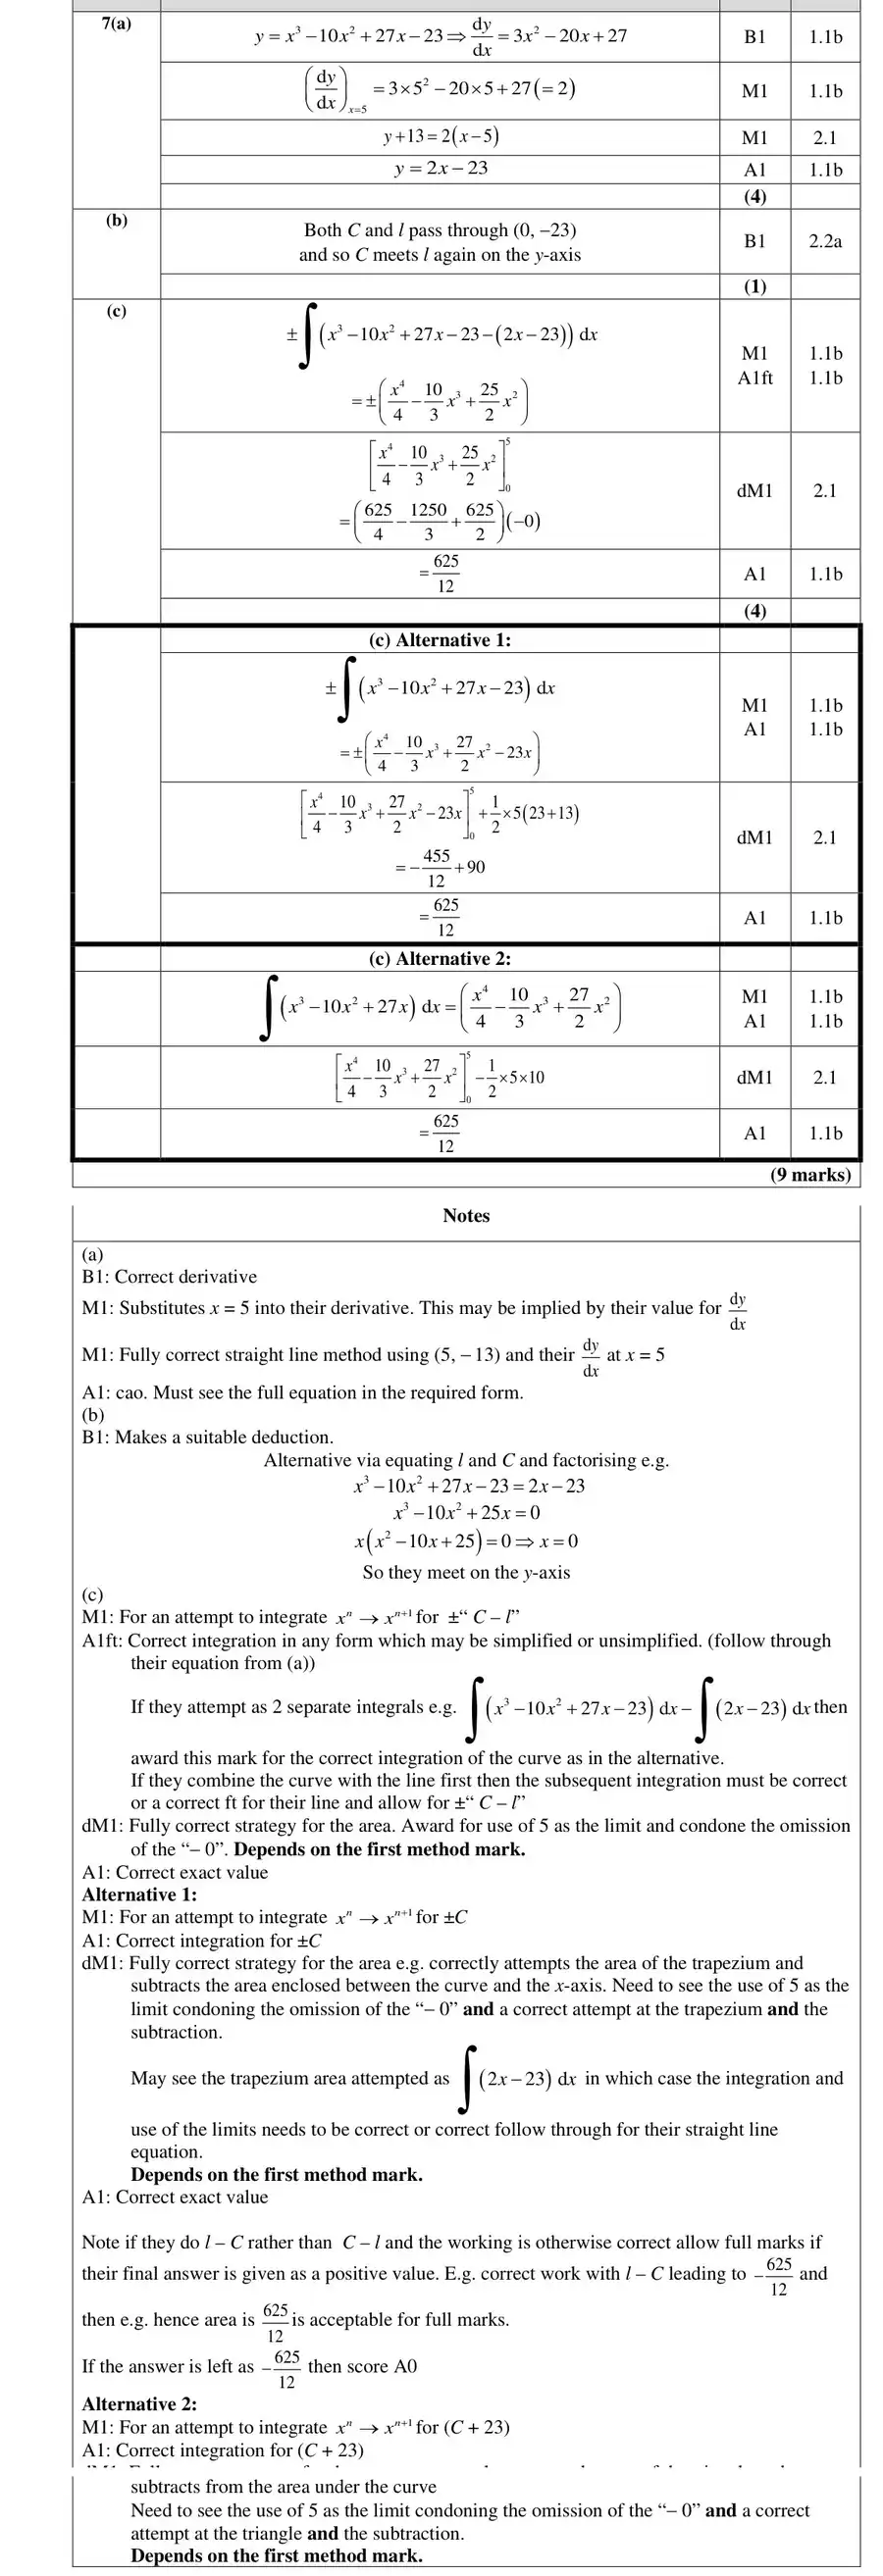 7(a)
y = x³ − 10x² + 27x − 23 ⇒ dy/dx = 3x² − 20x + 27 B1 1.1b
(dy/dx)ₓ₌₅ = 3×5² − 20×5 + 27(= 2) M1 1.1b
y + 13 = 2(x − 5) M1 2.1
y = 2x − 23 A1 1.1b
(4)
(b)
Both C and l pass through (0, −23)
and so C meets l again on the y-axis B1 2.2a
(1)
(c)
± ∫ (x³ − 10x² + 27x − 23 − (2x − 23)) dx M1 1.1b
= ±(x⁴/4 − 10/3 x³ + 25/2 x²) A1ft 1.1b
[x⁴/4 − 10/3 x³ + 25/2 x²]₀⁵
= (625/4 − 1250/3 + 625/2)(−0) dM1 2.1
= 625/12 A1 1.1b
(4)
(c) Alternative 1:
± ∫ (x³ − 10x² + 27x − 23) dx M1 1.1b
= ±(x⁴/4 − 10/3 x³ + 27/2 x² − 23x) A1 1.1b
[x⁴/4 − 10/3 x³ + 27/2 x² − 23x]₀⁵ + 1/2 × 5(23 + 13)
= − 455/12 + 90 dM1 2.1
= 625/12 A1 1.1b
(c) Alternative 2:
∫ (x³ − 10x² + 27x) dx = (x⁴/4 − 10/3 x³ + 27/2 x²) M1 1.1b
A1 1.1b
[x⁴/4 − 10/3 x³ + 27/2 x²]₀⁵ − 1/2 × 5 × 10 dM1 2.1
= 625/12 A1 1.1b
(9 marks)
Notes
(a)
B1: Correct derivative
M1: Substitutes x = 5 into their derivative. This may be implied by their value for dy/dx
M1: Fully correct straight line method using (5, − 13) and their dy/dx at x = 5
A1: cao. Must see the full equation in the required form.
(b)
B1: Makes a suitable deduction.
Alternative via equating l and C and factorising e.g.
x³ − 10x² + 27x − 23 = 2x − 23
x³ − 10x² + 25x = 0
x(x² − 10x + 25) = 0 ⇒ x = 0
So they meet on the y-axis
(c)
M1: For an attempt to integrate xⁿ → xⁿ⁺¹ for ±“ C – l”
A1ft: Correct integration in any form which may be simplified or unsimplified. (follow through
their equation from (a))
If they attempt as 2 separate integrals e.g. ∫ (x³ − 10x² + 27x − 23) dx − ∫ (2x − 23) dx then
award this mark for the correct integration of the curve as in the alternative.
If they combine the curve with the line first then the subsequent integration must be correct
or a correct ft for their line and allow for ±“ C – l”
dM1: Fully correct strategy for the area. Award for use of 5 as the limit and condone the omission
of the “– 0”. Depends on the first method mark.
A1: Correct exact value
Alternative 1:
M1: For an attempt to integrate xⁿ → xⁿ⁺¹ for ±C
A1: Correct integration for ±C
dM1: Fully correct strategy for the area e.g. correctly attempts the area of the trapezium and
subtracts the area enclosed between the curve and the x-axis. Need to see the use of 5 as the
limit condoning the omission of the “– 0” and a correct attempt at the trapezium and the
subtraction.
May see the trapezium area attempted as ∫ (2x − 23) dx in which case the integration and
use of the limits needs to be correct or correct follow through for their straight line
equation.
Depends on the first method mark.
A1: Correct exact value
Note if they do l – C rather than C – l and the working is otherwise correct allow full marks if
their final answer is given as a positive value. E.g. correct work with l – C leading to − 625/12 and
then e.g. hence area is 625/12 is acceptable for full marks.
If the answer is left as − 625/12 then score A0
Alternative 2:
M1: For an attempt to integrate xⁿ → xⁿ⁺¹ for (C + 23)
A1: Correct integration for (C + 23)
subtracts from the area under the curve
Need to see the use of 5 as the limit condoning the omission of the “– 0” and a correct
attempt at the triangle and the subtraction.
Depends on the first method mark.